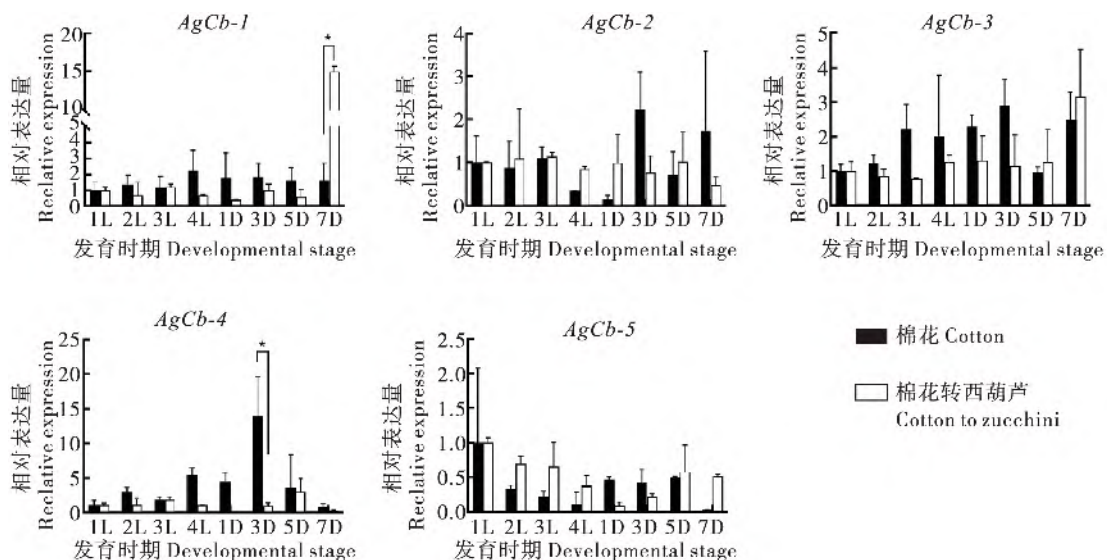 AgCb-1
相对表达量
Reclative expression
20
15
10
5
4
3
2
1
0
*
1L 2L 3L 4L 1D 3D 5D 7D
发育时期 Developmental stage
AgCb-2
相对表达量
Reclative expression
4
3
2
1
0
1L 2L 3L 4L 1D 3D 5D 7D
发育时期 Developmental stage
AgCb-3
相对表达量
Reclative expression
5
4
3
2
1
0
1L 2L 3L 4L 1D 3D 5D 7D
发育时期 Developmental stage
AgCb-4
相对表达量
Reclative expression
25
20
15
10
5
0
*
1L 2L 3L 4L 1D 3D 5D 7D
发育时期 Developmental stage
AgCb-5
相对表达量
Reclative expression
2.5
2.0
1.5
1.0
0.5
0.0
1L 2L 3L 4L 1D 3D 5D 7D
发育时期 Developmental stage
棉花 Cotton
棉花转西葫芦
Cotton to zucchini